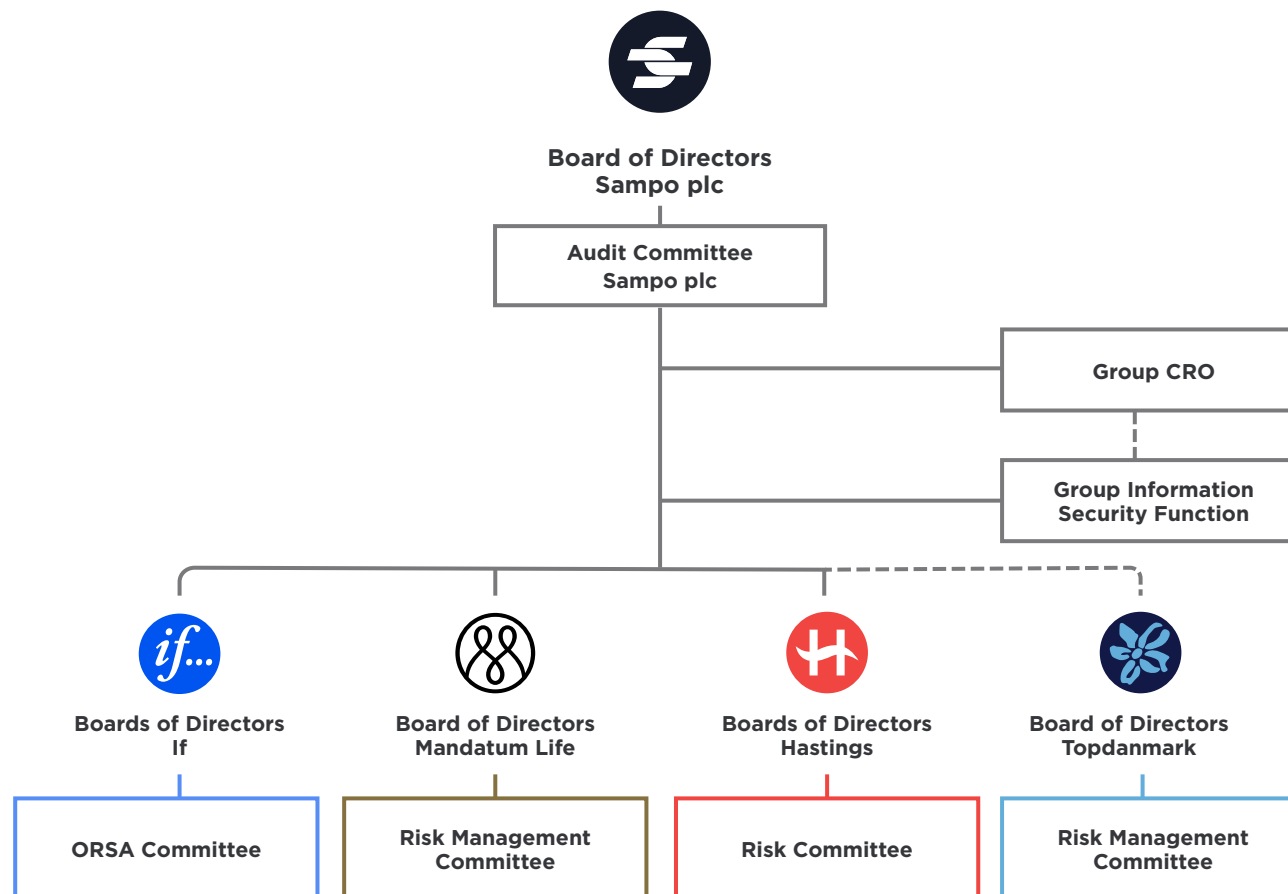 Board of Directors
Sampo plc
Audit Committee
Sampo plc
Group CRO
Group Information
Security Function
if...
H
Boards of Directors
If
Board of Directors
Mandatum Life
Boards of Directors
Hastings
Board of Directors
Topdanmark
ORSA Committee
Risk Management
Committee
Risk Committee
Risk Management
Committee